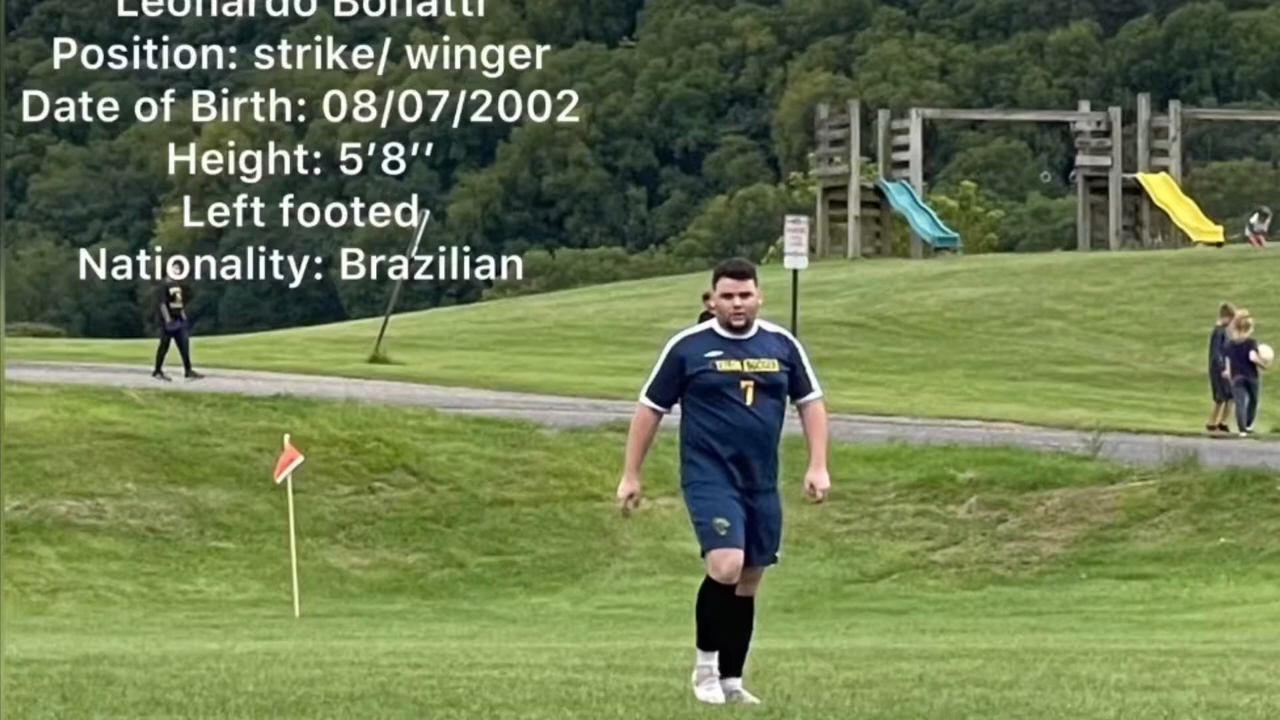 Leonardo Bonatti
Position: strike/ winger
Date of Birth: 08/07/2002
Height: 5’8’’
Left footed
Nationality: Brazilian
7